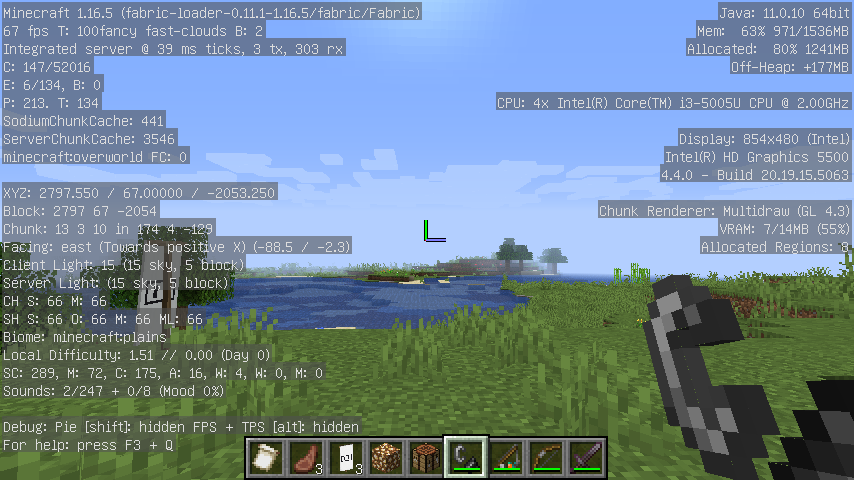 Minecraft 1.16.5 (fabric-loader-0.11.1-1.16.5/fabric/Fabric)
67 fps T: 100fancy fast-clouds B: 2
Integrated server @ 39 ms ticks, 3 tx, 303 rx
C: 147/52016
E: 6/134, B: 0
P: 213. T: 134
SodiumChunkCache: 441
ServerChunkCache: 3546
minecraft:overworld FC: 0
XYZ: 2797.550 / 67.00000 / -2053.250
Block: 2797 67 -2054
Chunk: 13 3 10 in 174 4 -129
Facing: east (Towards positive X) (-88.5 / -2.3)
Client Light: 15 (15 sky, 5 block)
Server Light: (15 sky, 5 block)
CH S: 66 M: 66
SH S: 66 O: 66 M: 66 ML: 66
Biome: minecraft:plains
Local Difficulty: 1.51 // 0.00 (Day 0)
SC: 289, M: 72, C: 175, A: 16, W: 4, W: 0, M: 0
Sounds: 2/247 + 0/8 (Mood 0%)
Debug: Pie [shift]: hidden FPS + TPS [alt]: hidden
For help: press F3 + Q
Java: 11.0.10 64bit
Mem: 63% 971/1536MB
Allocated: 80% 1241MB
Off-Heap: +177MB
CPU: 4x Intel(R) Core(TM) i3-5005U CPU @ 2.00GHz
Display: 854x480 (Intel)
Intel(R) HD Graphics 5500
4.4.0 - Build 20.19.15.5063
Chunk Renderer: Multidraw (GL 4.3)
VRAM: 7/14MB (55%)
Allocated Regions: 8
3
3